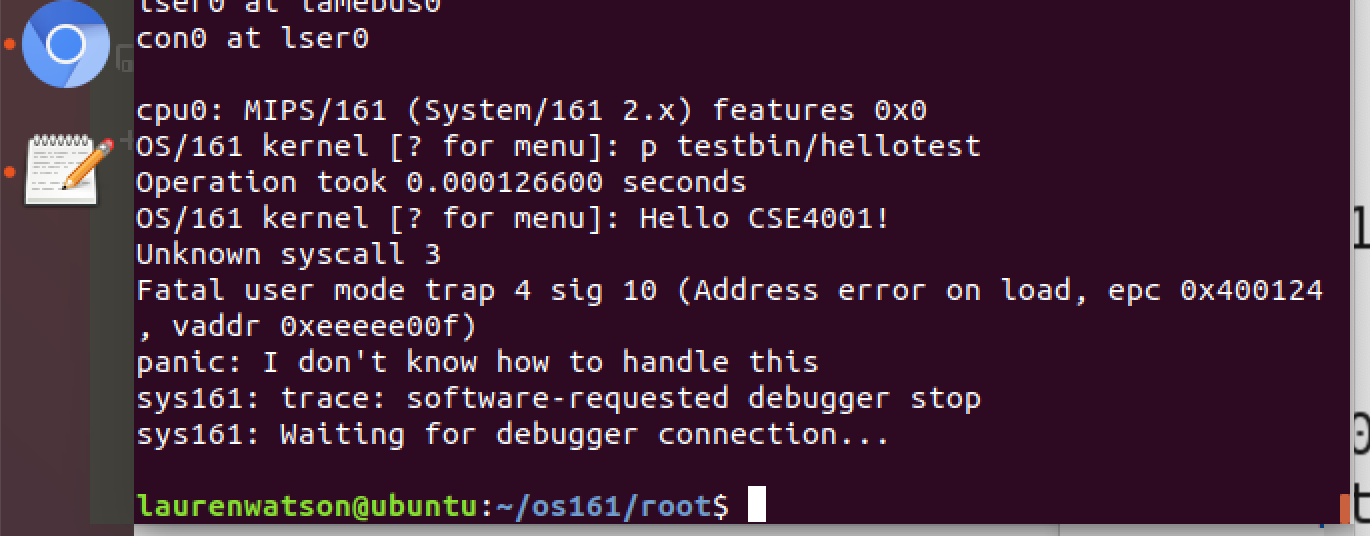 lser0 at lamebus0
con0 at lser0
cpu0: MIPS/161 (System/161 2.x) features 0x0
OS/161 kernel [? for menu]: p testbin/hellotest
Operation took 0.000126600 seconds
OS/161 kernel [? for menu]: Hello CSE4001!
Unknown syscall 3
Fatal user mode trap 4 sig 10 (Address error on load, epc 0x400124
, vaddr 0xeeeee00f)
panic: I don't know how to handle this
sys161: trace: software-requested debugger stop
sys161: Waiting for debugger connection...
laurenwatson@ubuntu:~/os161/root$